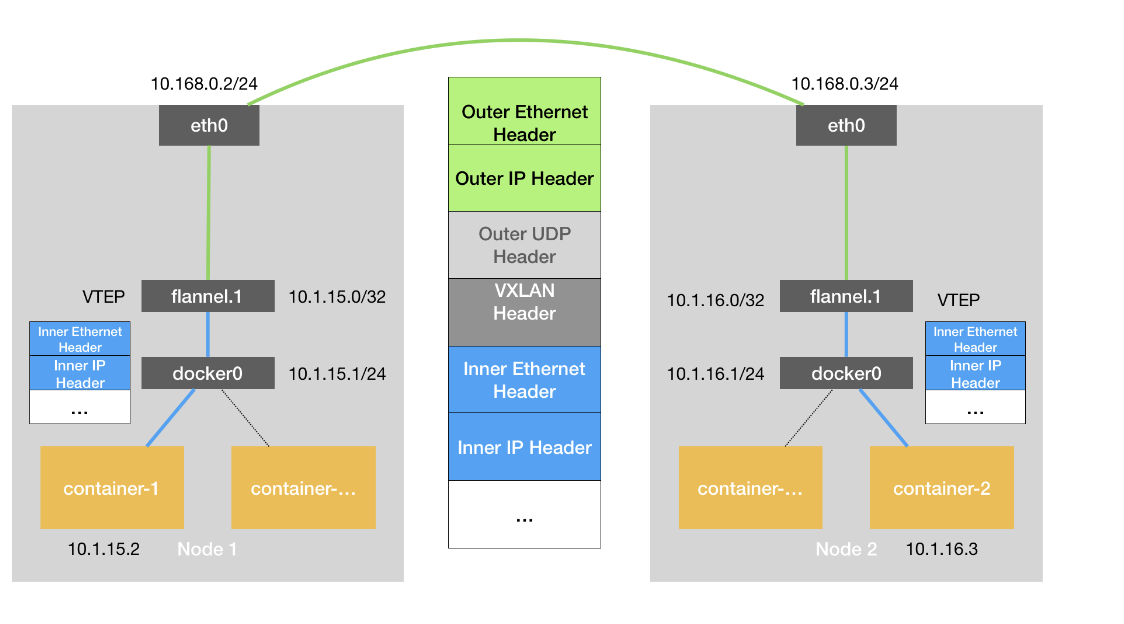 10.168.0.2/24
eth0
VTEP
flannel.1
10.1.15.0/32
Inner Ethernet
Header
Inner IP
Header
...
docker0
10.1.15.1/24
container-1
container-...
10.1.15.2
Node 1
Outer Ethernet
Header
Outer IP Header
Outer UDP
Header
VXLAN
Header
Inner Ethernet
Header
Inner IP Header
...
10.168.0.3/24
eth0
10.1.16.0/32
flannel.1
VTEP
10.1.16.1/24
docker0
Inner Ethernet
Header
Inner IP
Header
...
container-...
container-2
Node 2
10.1.16.3